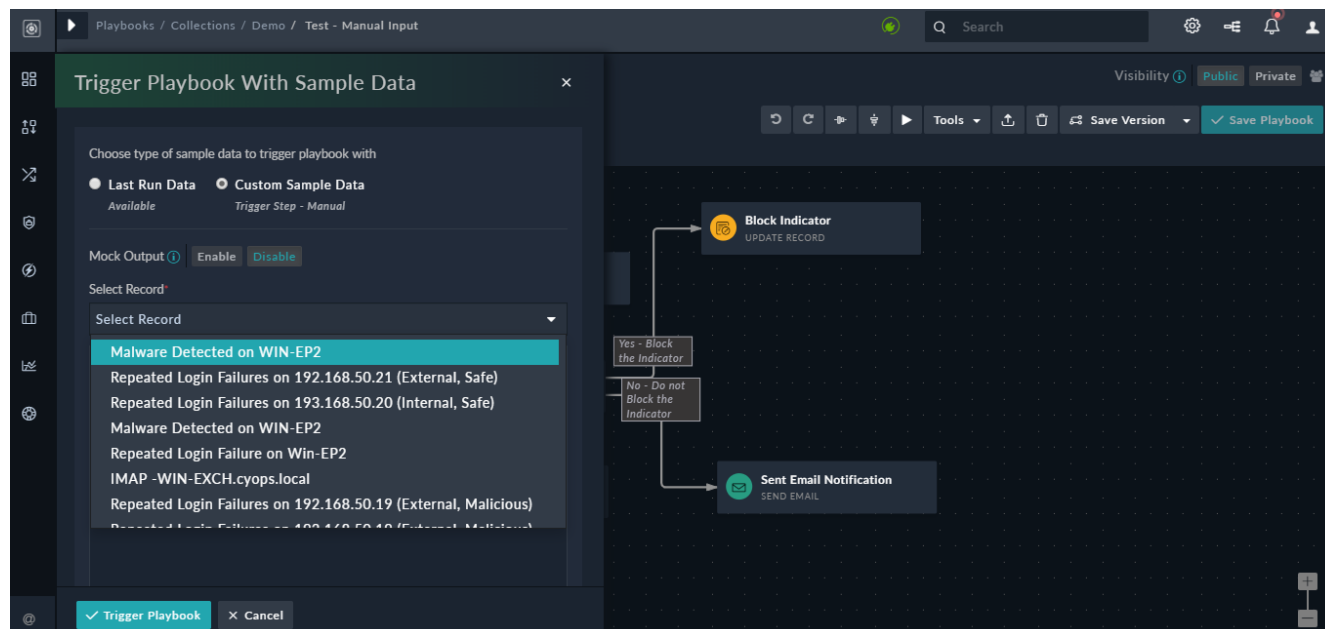 Playbooks / Collections / Demo / Test - Manual Input
Search
Trigger Playbook With Sample Data
Visibility
Public
Private
Tools
Save Version
Save Playbook
Choose type of sample data to trigger playbook with
Last Run Data
Available
Custom Sample Data
Trigger Step - Manual
Mock Output
Enable
Disable
Select Record*
Select Record
Malware Detected on WIN-EP2
Repeated Login Failures on 192.168.50.21 (External, Safe)
Repeated Login Failures on 193.168.50.20 (Internal, Safe)
Malware Detected on WIN-EP2
Repeated Login Failure on Win-EP2
IMAP -WIN-EXCH.cyops.local
Repeated Login Failures on 192.168.50.19 (External, Malicious)
Trigger Playbook
Cancel
Block Indicator
UPDATE RECORD
Yes - Block
the Indicator
No - Do not
Block the
Indicator
Sent Email Notification
SEND EMAIL